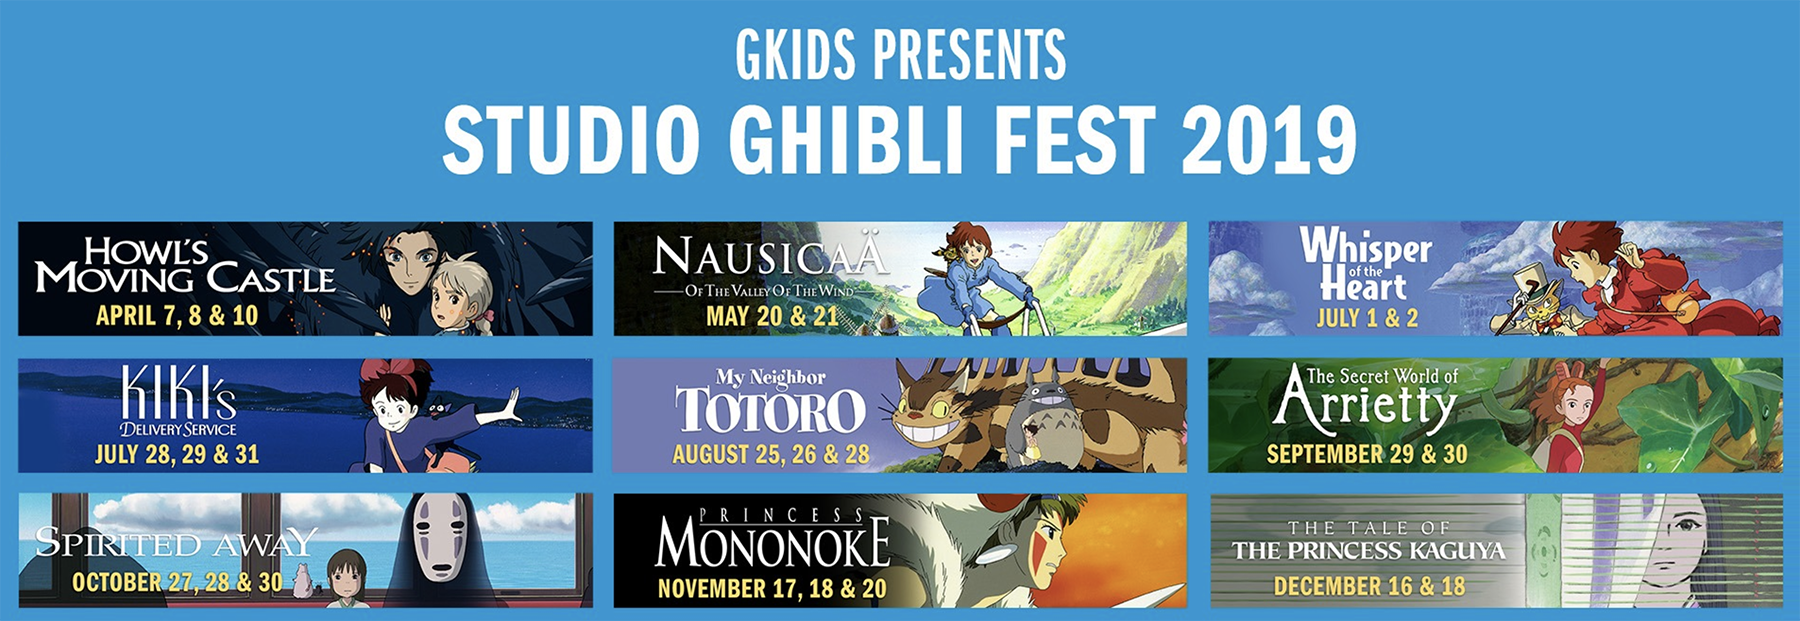 GKIDS PRESENTS
STUDIO GHIBLI FEST 2019
HOWL'S
MOVING CASTLE
APRIL 7, 8 & 10
NAUSICAÄ
OF THE VALLEY OF THE WIND
MAY 20 & 21
Whisper
of the
Heart
JULY 1 & 2
KIKI's
DELIVERY SERVICE
JULY 28, 29 & 31
My Neighbor
TOTORO
AUGUST 25, 26 & 28
The Secret World of
Arrietty
SEPTEMBER 29 & 30
SPIRITED AWAY
OCTOBER 27, 28 & 30
PRINCESS
MONONOKE
NOVEMBER 17, 18 & 20
THE TALE OF
THE PRINCESS KAGUYA
DECEMBER 16 & 18